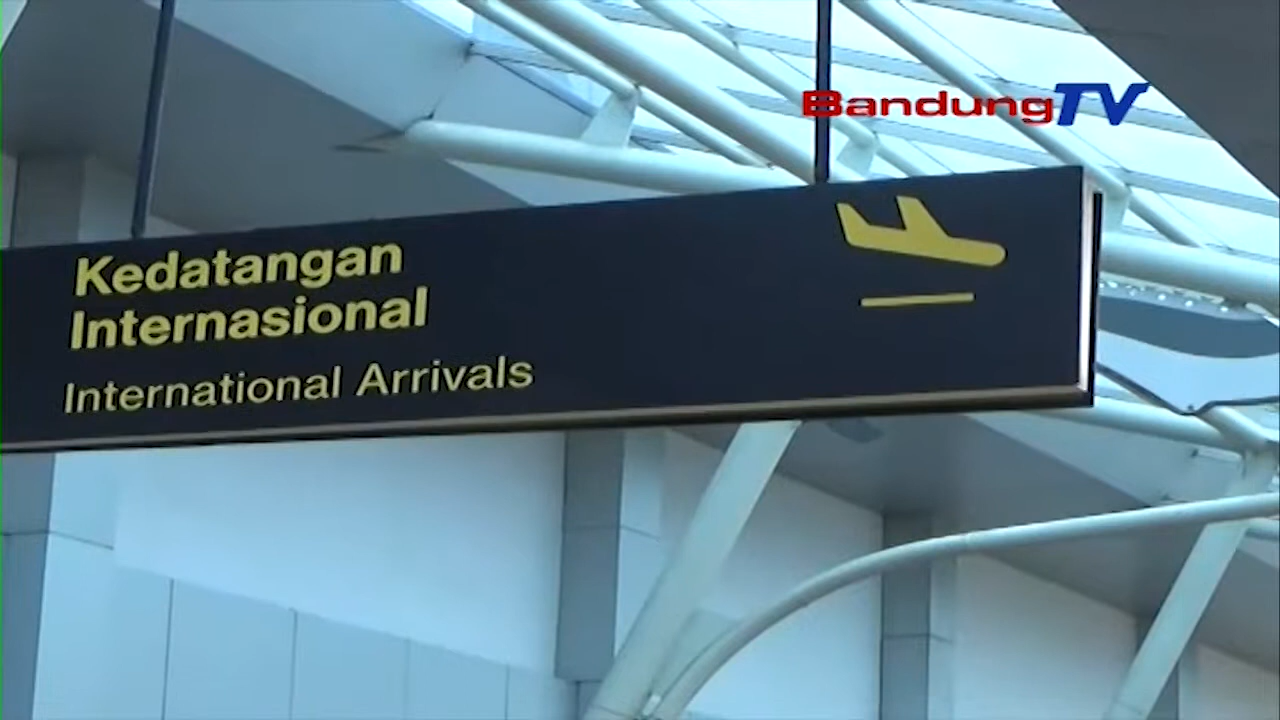 BandungTV
Kedatangan
Internasional
International Arrivals